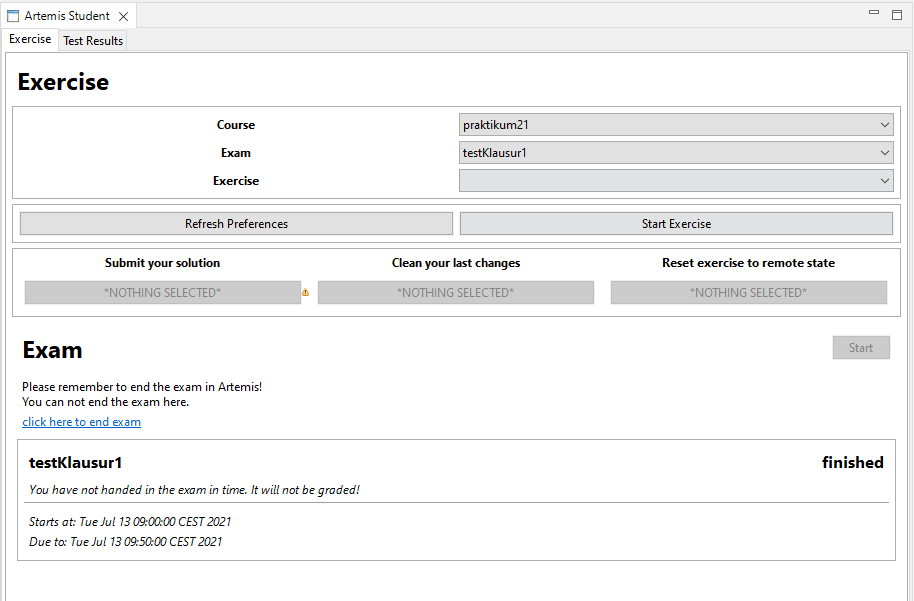 Artemis Student
Exercise Test Results
Exercise
Course praktikum21
Exam testKlausur1
Exercise
Refresh Preferences Start Exercise
Submit your solution Clean your last changes Reset exercise to remote state
*NOTHING SELECTED* *NOTHING SELECTED* *NOTHING SELECTED*
Exam Start
Please remember to end the exam in Artemis!
You can not end the exam here.
click here to end exam
testKlausur1 finished
You have not handed in the exam in time. It will not be graded!
Starts at: Tue Jul 13 09:00:00 CEST 2021
Due to: Tue Jul 13 09:50:00 CEST 2021